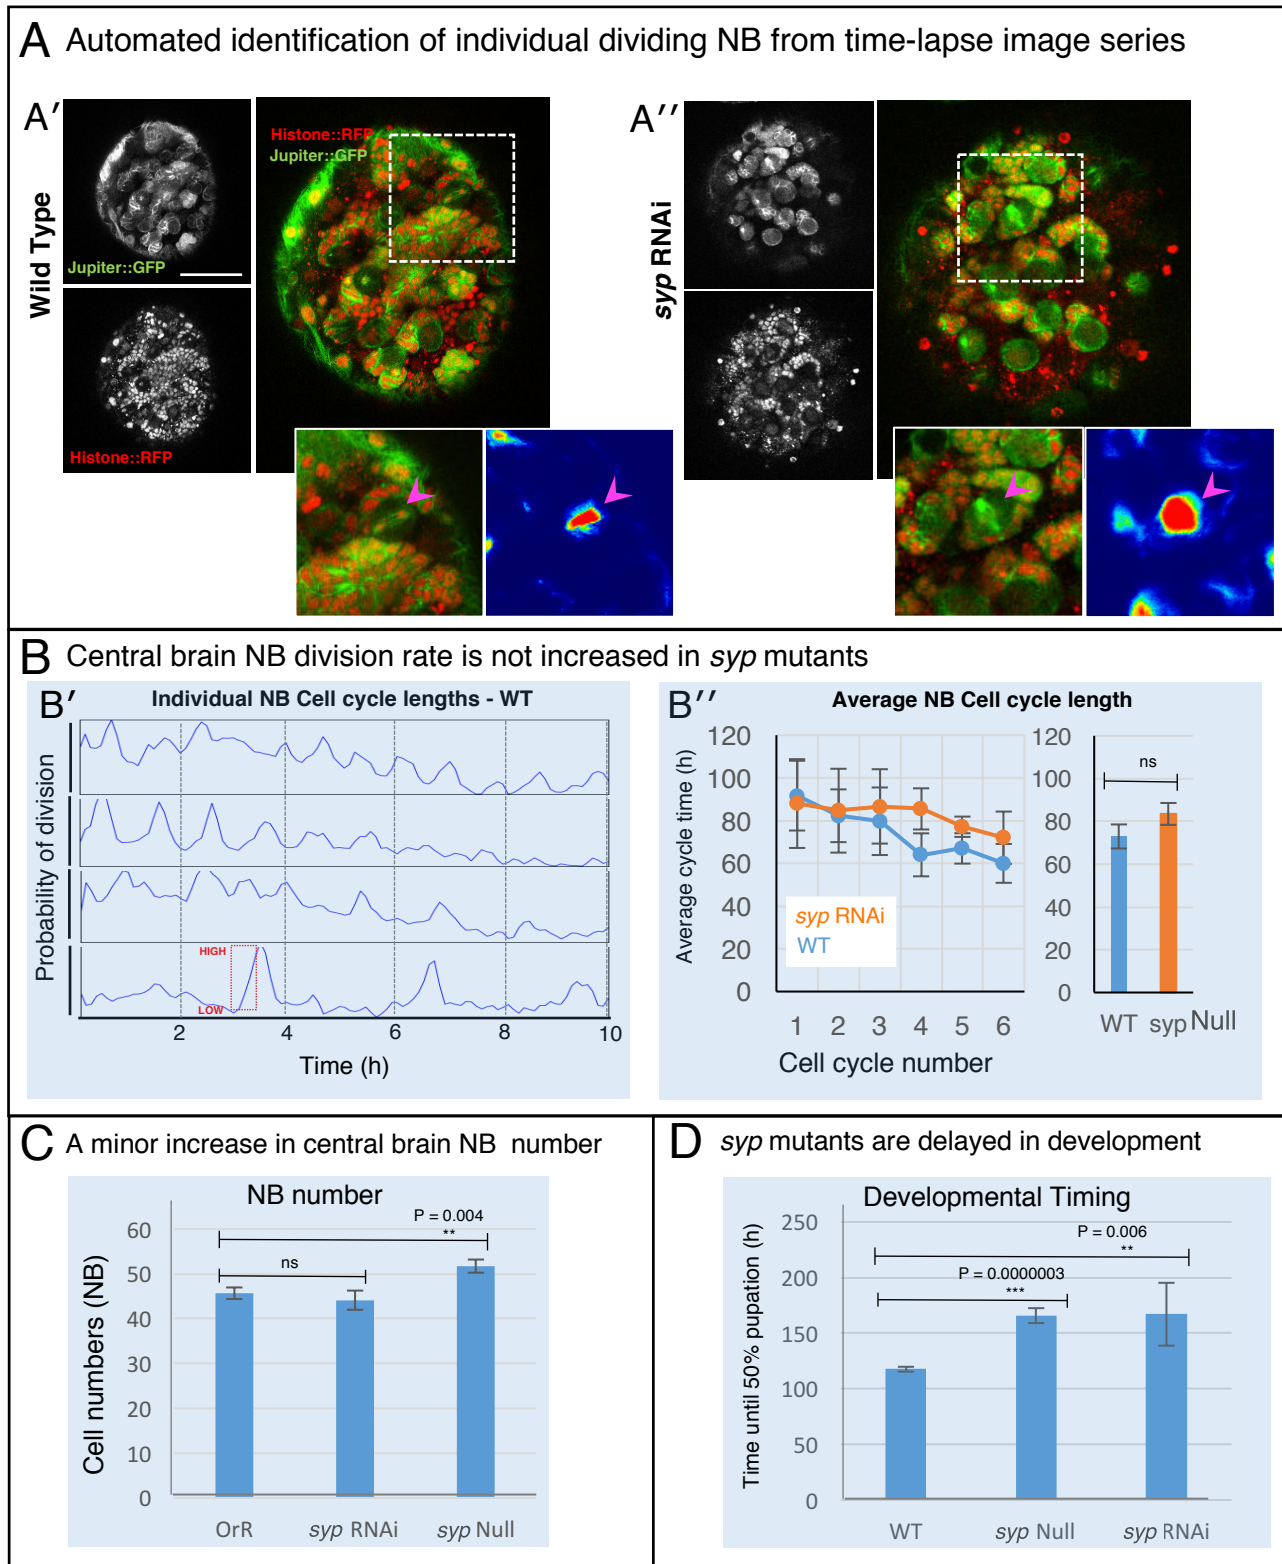 A Automated identification of individual dividing NB from time-lapse image series
A′
Wild Type
Jupiter::GFP
Histone::RFP
Histone::RFP
Jupiter::GFP
A′′
syp RNAi
B Central brain NB division rate is not increased in syp mutants
B′ Individual NB Cell cycle lengths - WT
Probability of division
HIGH
LOW
2 4 6 8 10
Time (h)
B′′ Average NB Cell cycle length
Average cycle time (h)
120
100
80
60
40
20
0
syp RNAi
WT
1 2 3 4 5 6
Cell cycle number
120
100
80
60
40
20
0
ns
WT syp Null
C A minor increase in central brain NB number
NB number
Cell numbers (NB)
60
50
40
30
20
10
0
P = 0.004
**
ns
OrR syp RNAi syp Null
D syp mutants are delayed in development
Developmental Timing
Time until 50% pupation (h)
250
200
150
100
50
0
P = 0.006
**
P = 0.0000003
***
WT syp Null syp RNAi